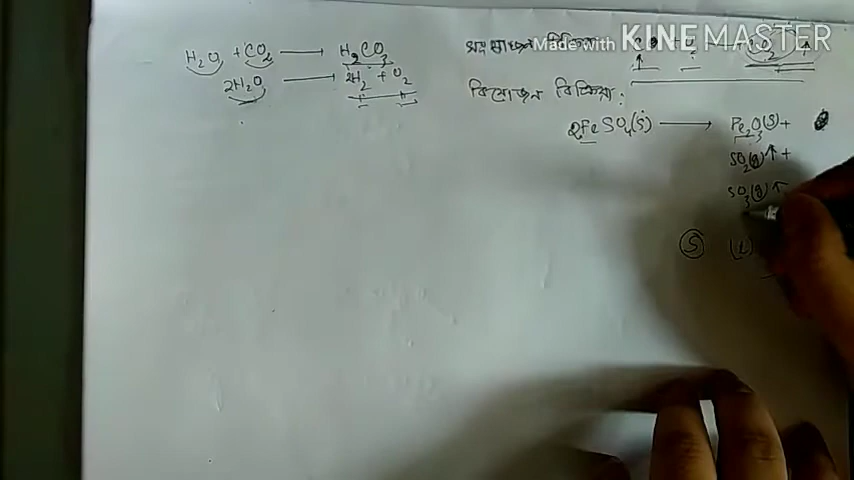 H₂O + CO₂ ⟶ H₂CO₃
2H₂O ⟶ 2H₂ + O₂
Made with KINEMASTER
বিযোজন বিক্রিয়া:
2FeSO₄(s) ⟶ Fe₂O₃(s) +
SO₂(g)↑ +
SO₃(g)↑
(s) (l)